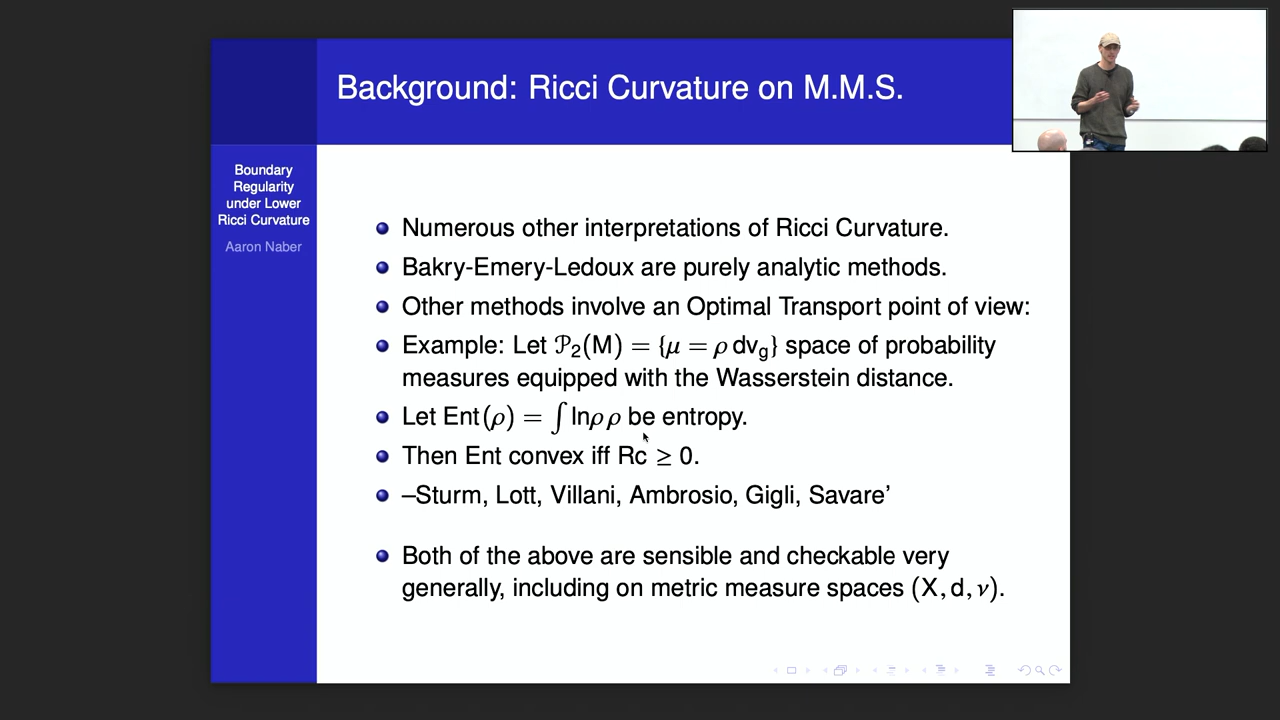 Background: Ricci Curvature on M.M.S.
Boundary
Regularity
under Lower
Ricci Curvature
Aaron Naber
Numerous other interpretations of Ricci Curvature.
Bakry-Emery-Ledoux are purely analytic methods.
Other methods involve an Optimal Transport point of view:
Example: Let 𝒫₂(M) = {μ = ρ dv_g} space of probability
measures equipped with the Wasserstein distance.
Let Ent(ρ) = ∫ lnρ ρ be entropy.
Then Ent convex iff Rc ≥ 0.
–Sturm, Lott, Villani, Ambrosio, Gigli, Savare’
Both of the above are sensible and checkable very
generally, including on metric measure spaces (X, d, ν).